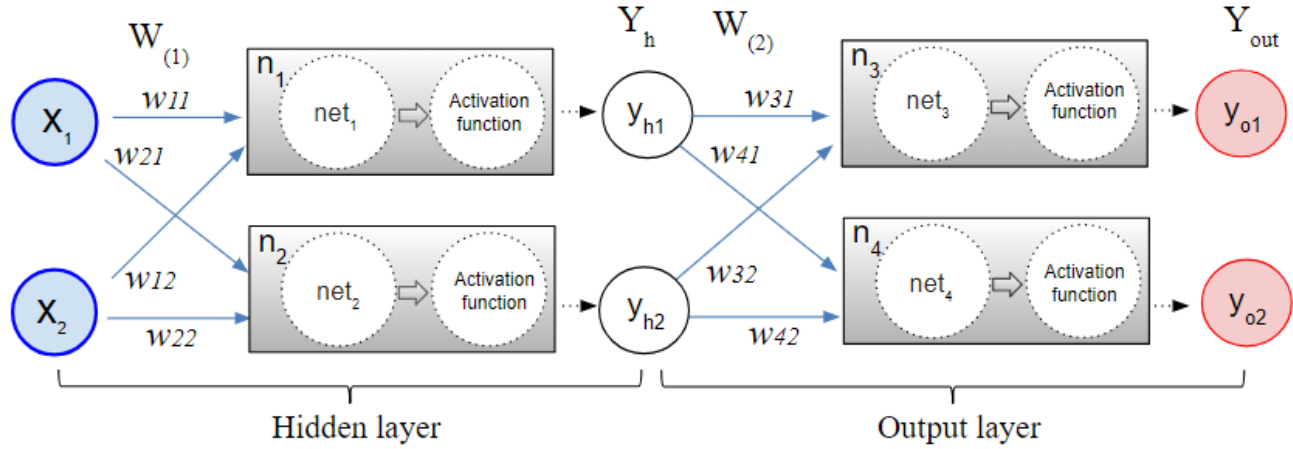 W(1)
Yh
W(2)
Yout
n1
n3
X1
w11
net1
Activation
function
yh1
w31
net3
Activation
function
yo1
w21
w41
n2
n4
X2
w12
net2
Activation
function
yh2
w32
net4
Activation
function
yo2
w22
w42
Hidden layer
Output layer